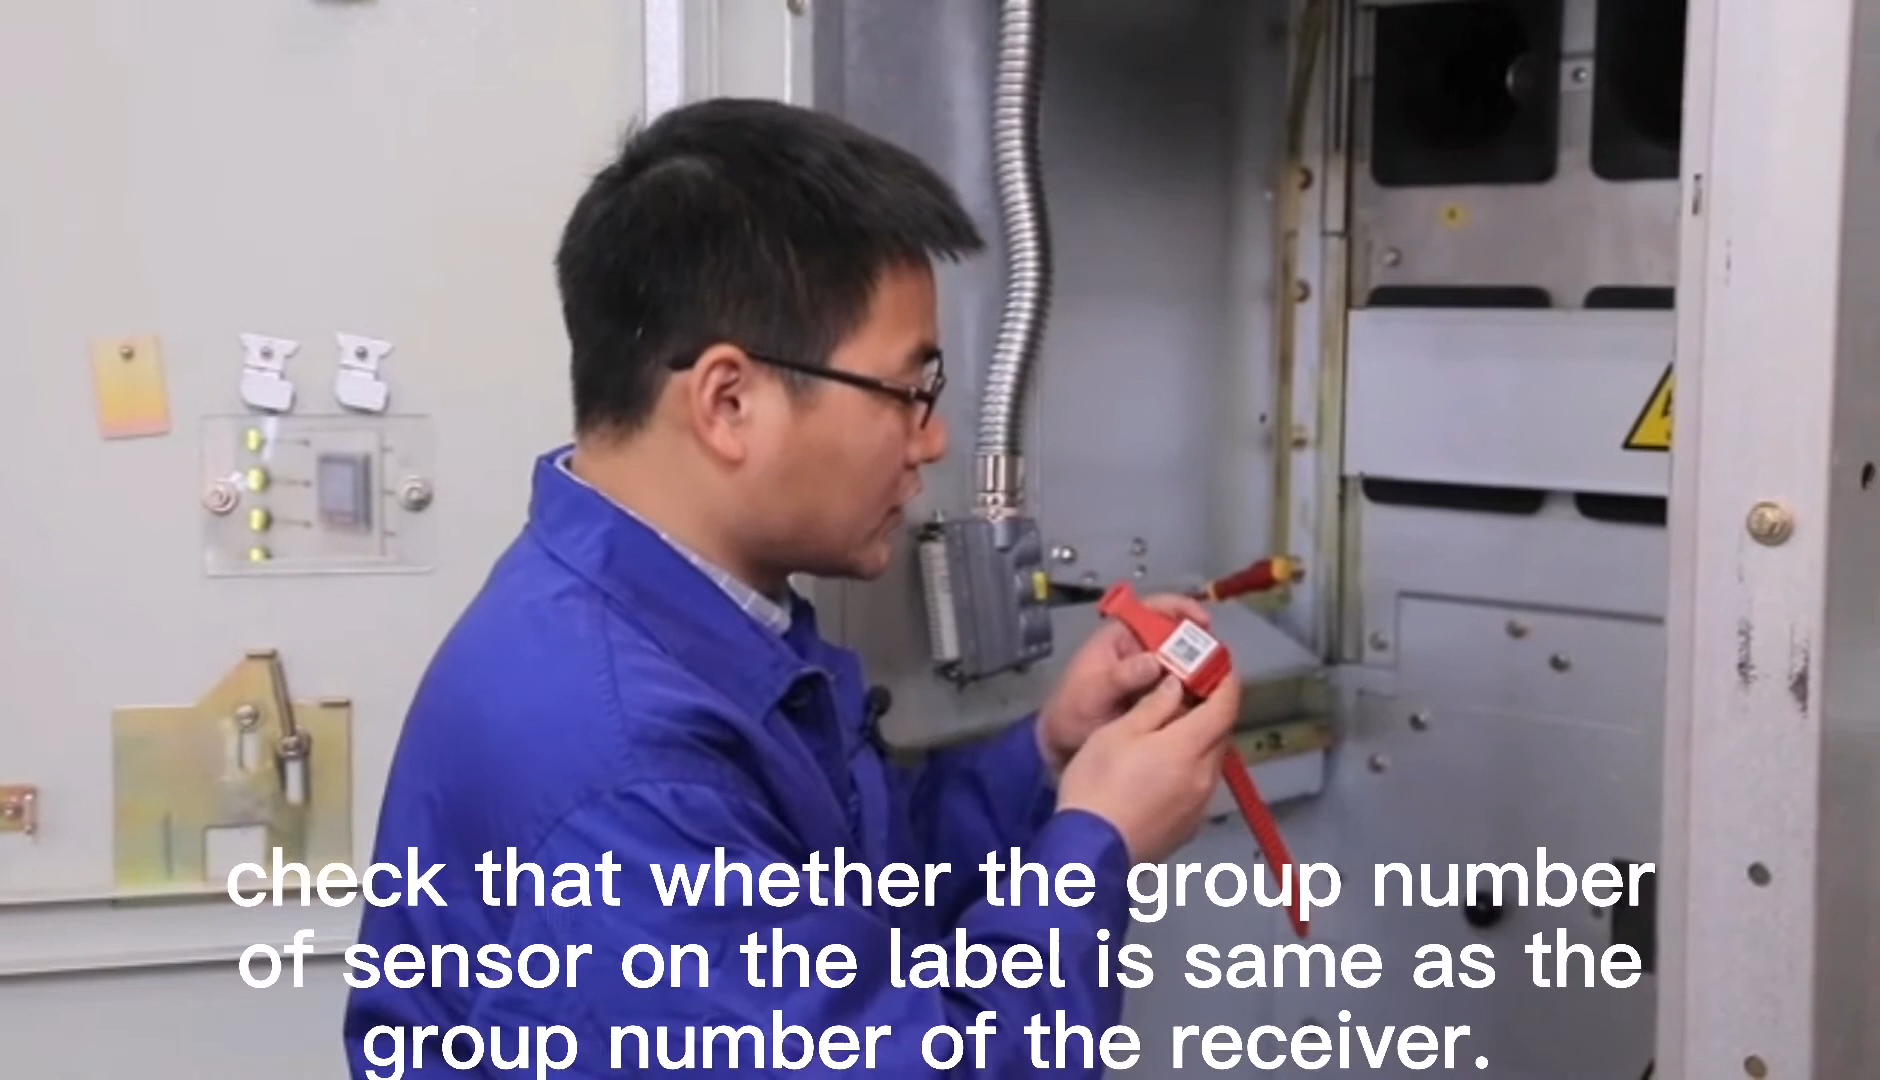 check that whether the group number
of sensor on the label is same as the
group number of the receiver.